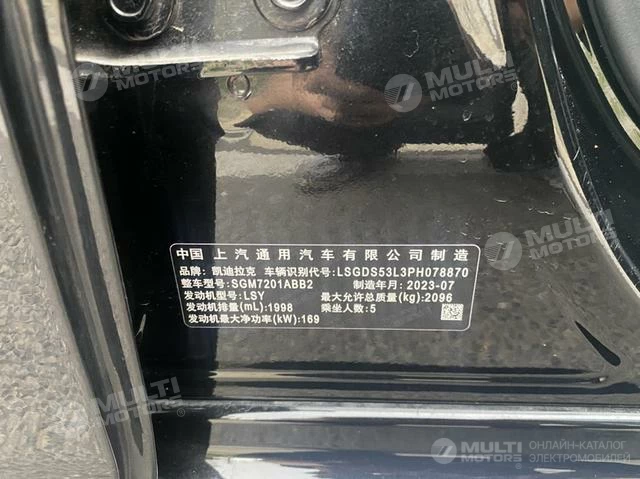 MULTI
MOTORS
MULTI
MOTORS
中国 上汽通用汽车有限公司制造
品牌: 凯迪拉克 车辆识别代号: LSGDS53L3PH078870
整车型号: SGM7201ABB2 制造年月: 2023-07
发动机型号: LSY 最大允许总质量(kg): 2096
发动机排量(mL): 1998 乘坐人数: 5
发动机最大净功率(kW): 169
MULTI
MOTORS
MULTI
MOTORS
MULTI
MOTORS
ОНЛАЙН-КАТАЛОГ
ЭЛЕКТРОМОБИЛЕЙ